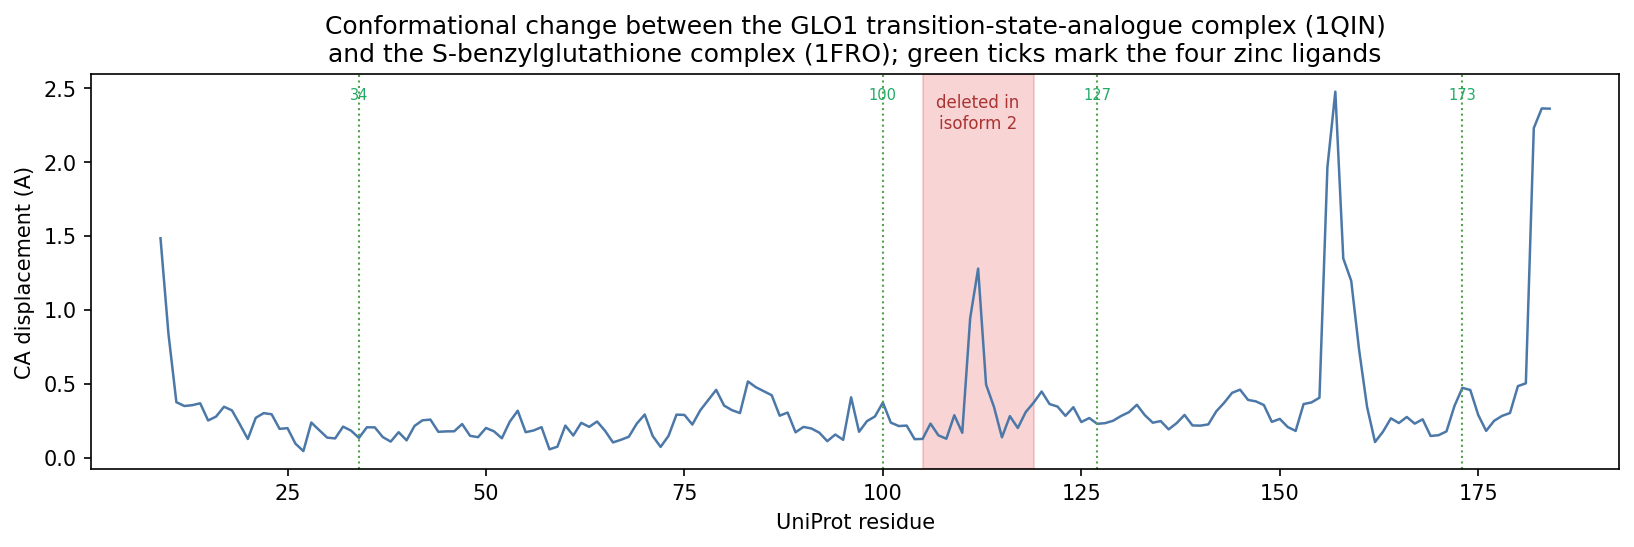 Conformational change between the GLO1 transition-state-analogue complex (1QIN)
and the S-benzylglutathione complex (1FRO); green ticks mark the four zinc ligands
2.5
2.0
1.5
1.0
0.5
0.0
CA displacement (A)
34
100
127
173
deleted in
isoform 2
25
50
75
100
125
150
175
UniProt residue